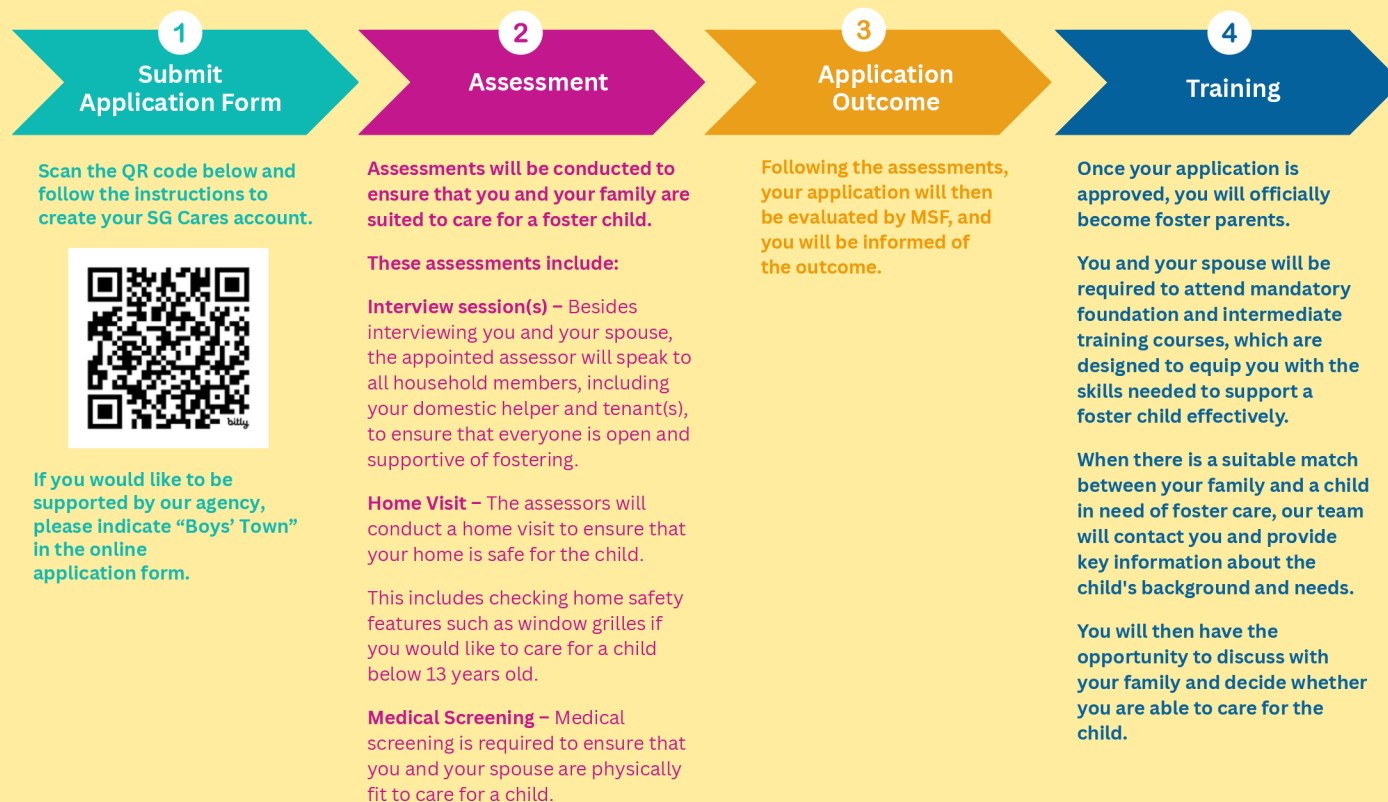 1
Submit
Application Form
Scan the QR code below and
follow the instructions to
create your SG Cares account.
bitly
If you would like to be
supported by our agency,
please indicate “Boys’ Town”
in the online
application form.
2
Assessment
Assessments will be conducted to
ensure that you and your family are
suited to care for a foster child.
These assessments include:
Interview session(s) – Besides
interviewing you and your spouse,
the appointed assessor will speak to
all household members, including
your domestic helper and tenant(s),
to ensure that everyone is open and
supportive of fostering.
Home Visit – The assessors will
conduct a home visit to ensure that
your home is safe for the child.
This includes checking home safety
features such as window grilles if
you would like to care for a child
below 13 years old.
Medical Screening – Medical
screening is required to ensure that
you and your spouse are physically
fit to care for a child.
3
Application
Outcome
Following the assessments,
your application will then
be evaluated by MSF, and
you will be informed of
the outcome.
4
Training
Once your application is
approved, you will officially
become foster parents.
You and your spouse will be
required to attend mandatory
foundation and intermediate
training courses, which are
designed to equip you with the
skills needed to support a
foster child effectively.
When there is a suitable match
between your family and a child
in need of foster care, our team
will contact you and provide
key information about the
child's background and needs.
You will then have the
opportunity to discuss with
your family and decide whether
you are able to care for the
child.